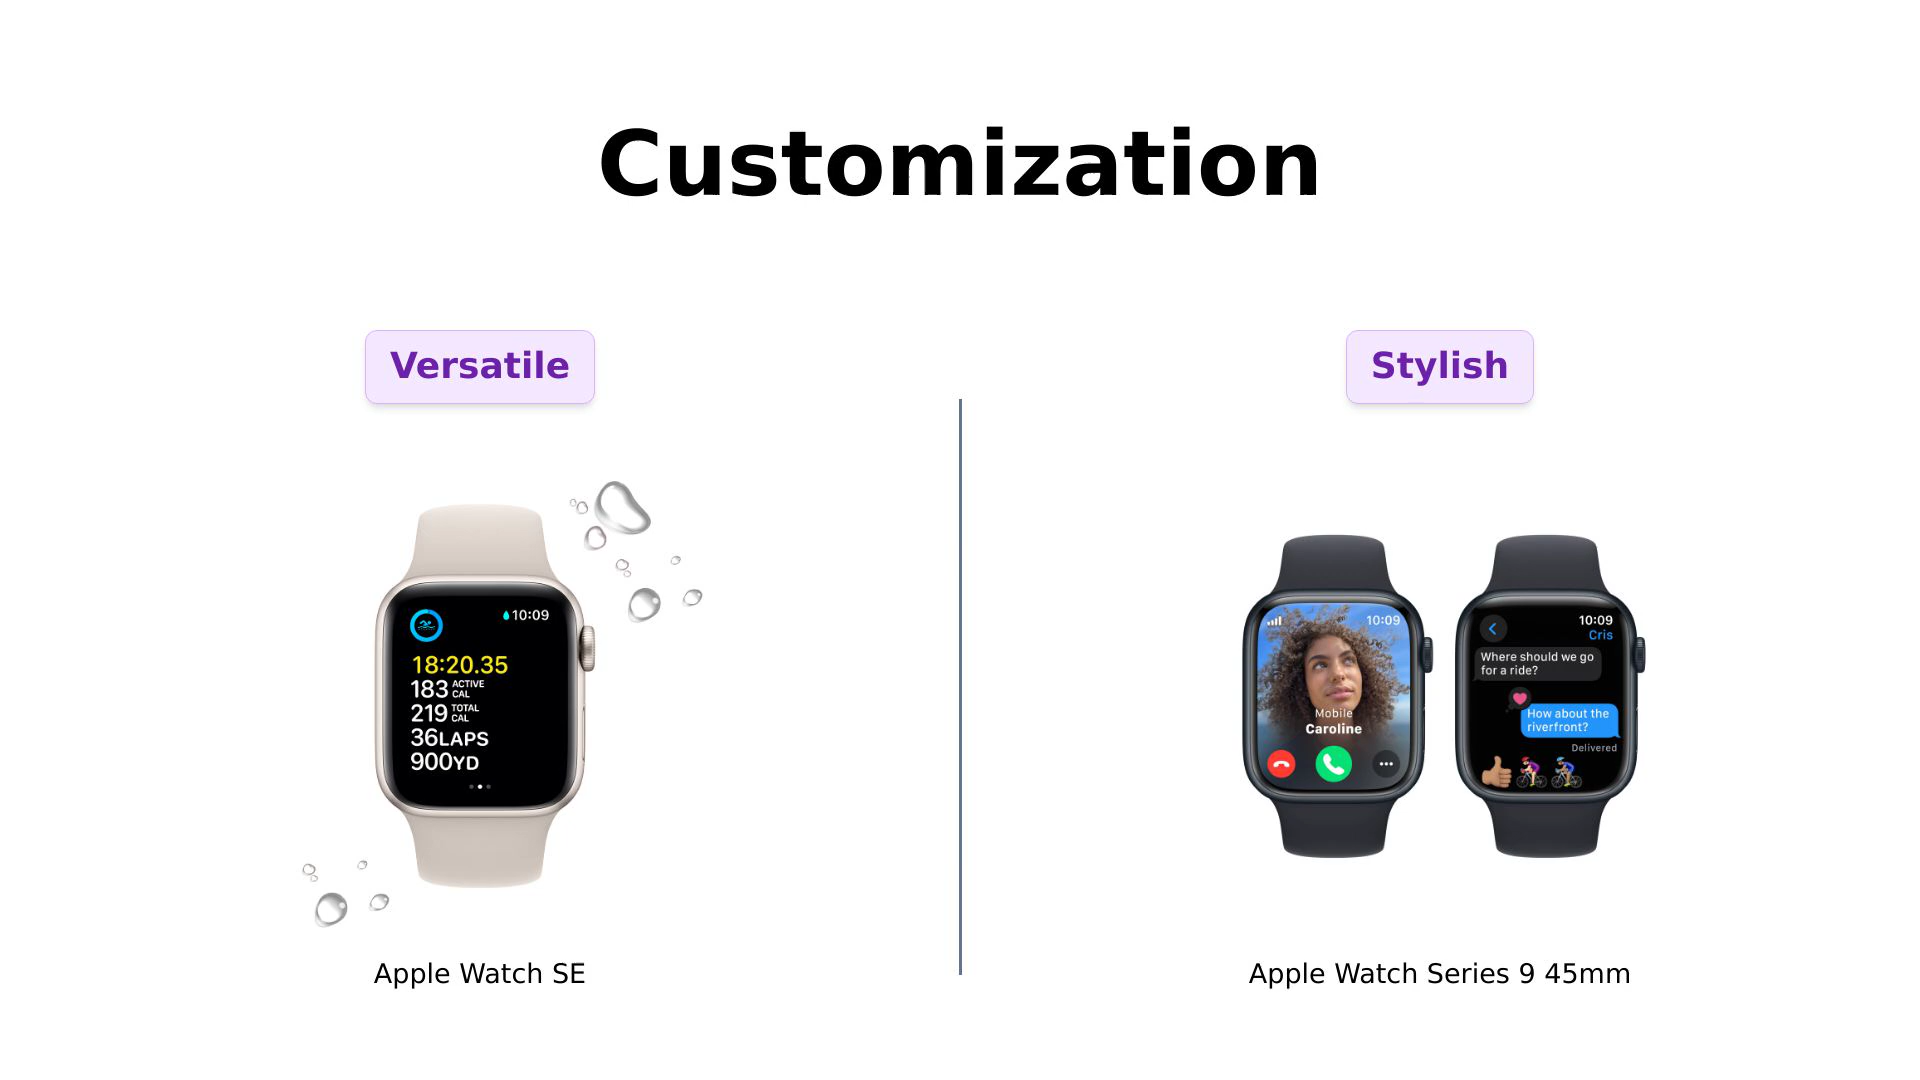 Customization
Versatile
Stylish
10:09
18:20.35
183 ACTIVE CAL
219 TOTAL CAL
36LAPS
900YD
10:09
Mobile
Caroline
10:09
Cris
Where should we go
for a ride?
How about the
riverfront?
Delivered
Apple Watch SE
Apple Watch Series 9 45mm